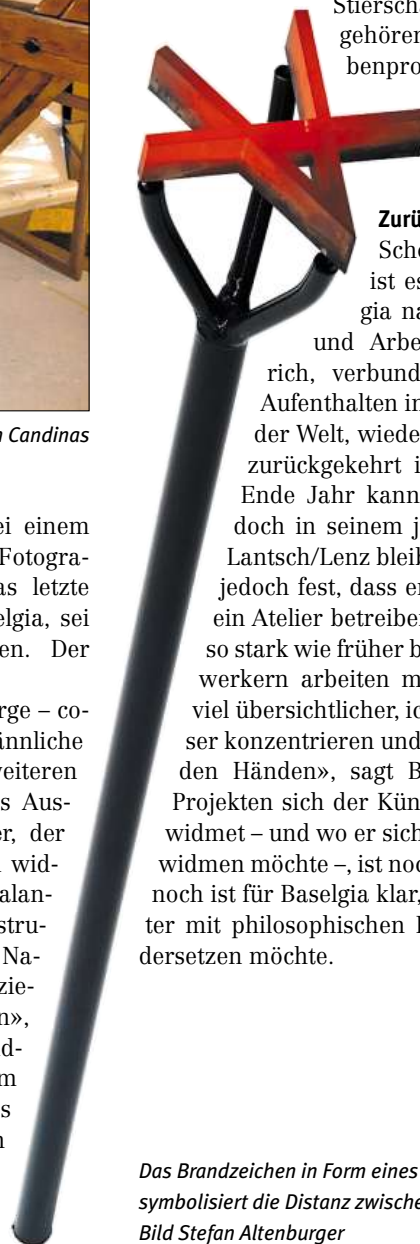 n Candinas
ei einem
Fotogra-
as letzte
elgia, sei
en. Der
rge – co-
ännliche
weiteren
s Aus-
er, der
n wid-
alan-
stru-
Na-
zie-
n»,
nd-
m
s
n
Stierscha
gehören
benpro
Zurü
Scho
ist es
gia na
und Arbe
rich, verbund
Aufenthalten in
der Welt, wiede
zurückgekehrt i
Ende Jahr kann
doch in seinem j
Lantsch/Lenz bleib
jedoch fest, dass er
ein Atelier betreiben
so stark wie früher b
werkern arbeiten m
viel übersichtlicher, ic
ser konzentrieren und
den Händen», sagt B
Projekten sich der Kün
widmet – und wo er sich
widmen möchte –, ist noc
noch ist für Baselgia klar,
ter mit philosophischen 
dersetzen möchte.
Das Brandzeichen in Form eines
symbolisiert die Distanz zwische
Bild Stefan Altenburger